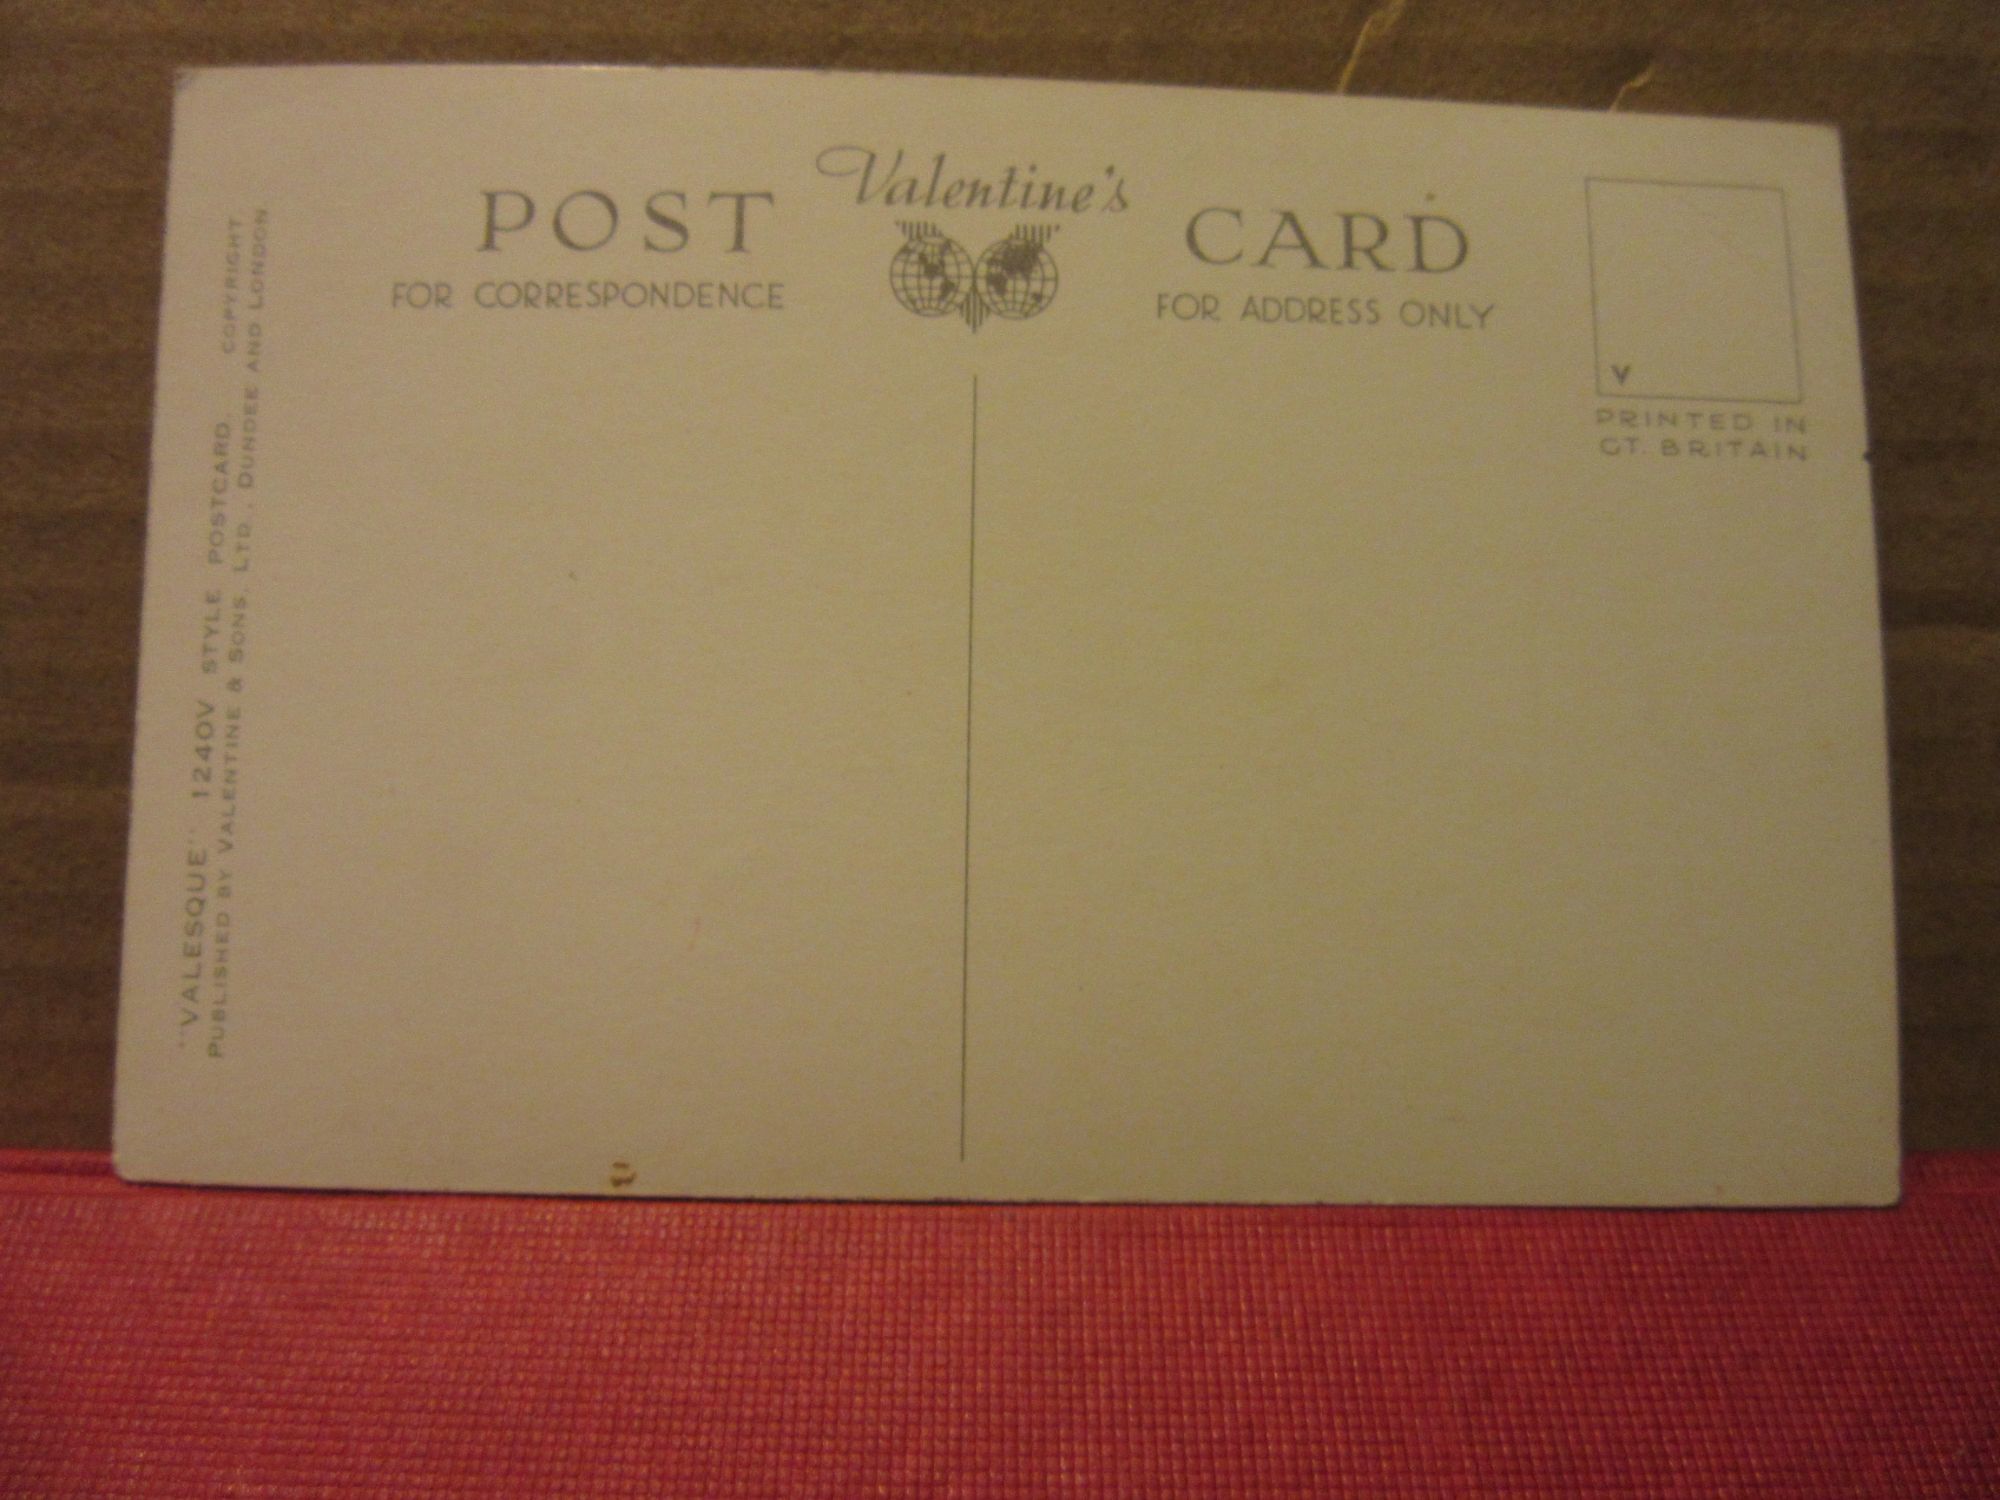 Valentine's
POST CARD
FOR CORRESPONDENCE
FOR ADDRESS ONLY
V
PRINTED IN
GT. BRITAIN
"VALESQUE" 1240V STYLE POSTCARD. COPYRIGHT
PUBLISHED BY VALENTINE & SONS. LTD., DUNDEE AND LONDON